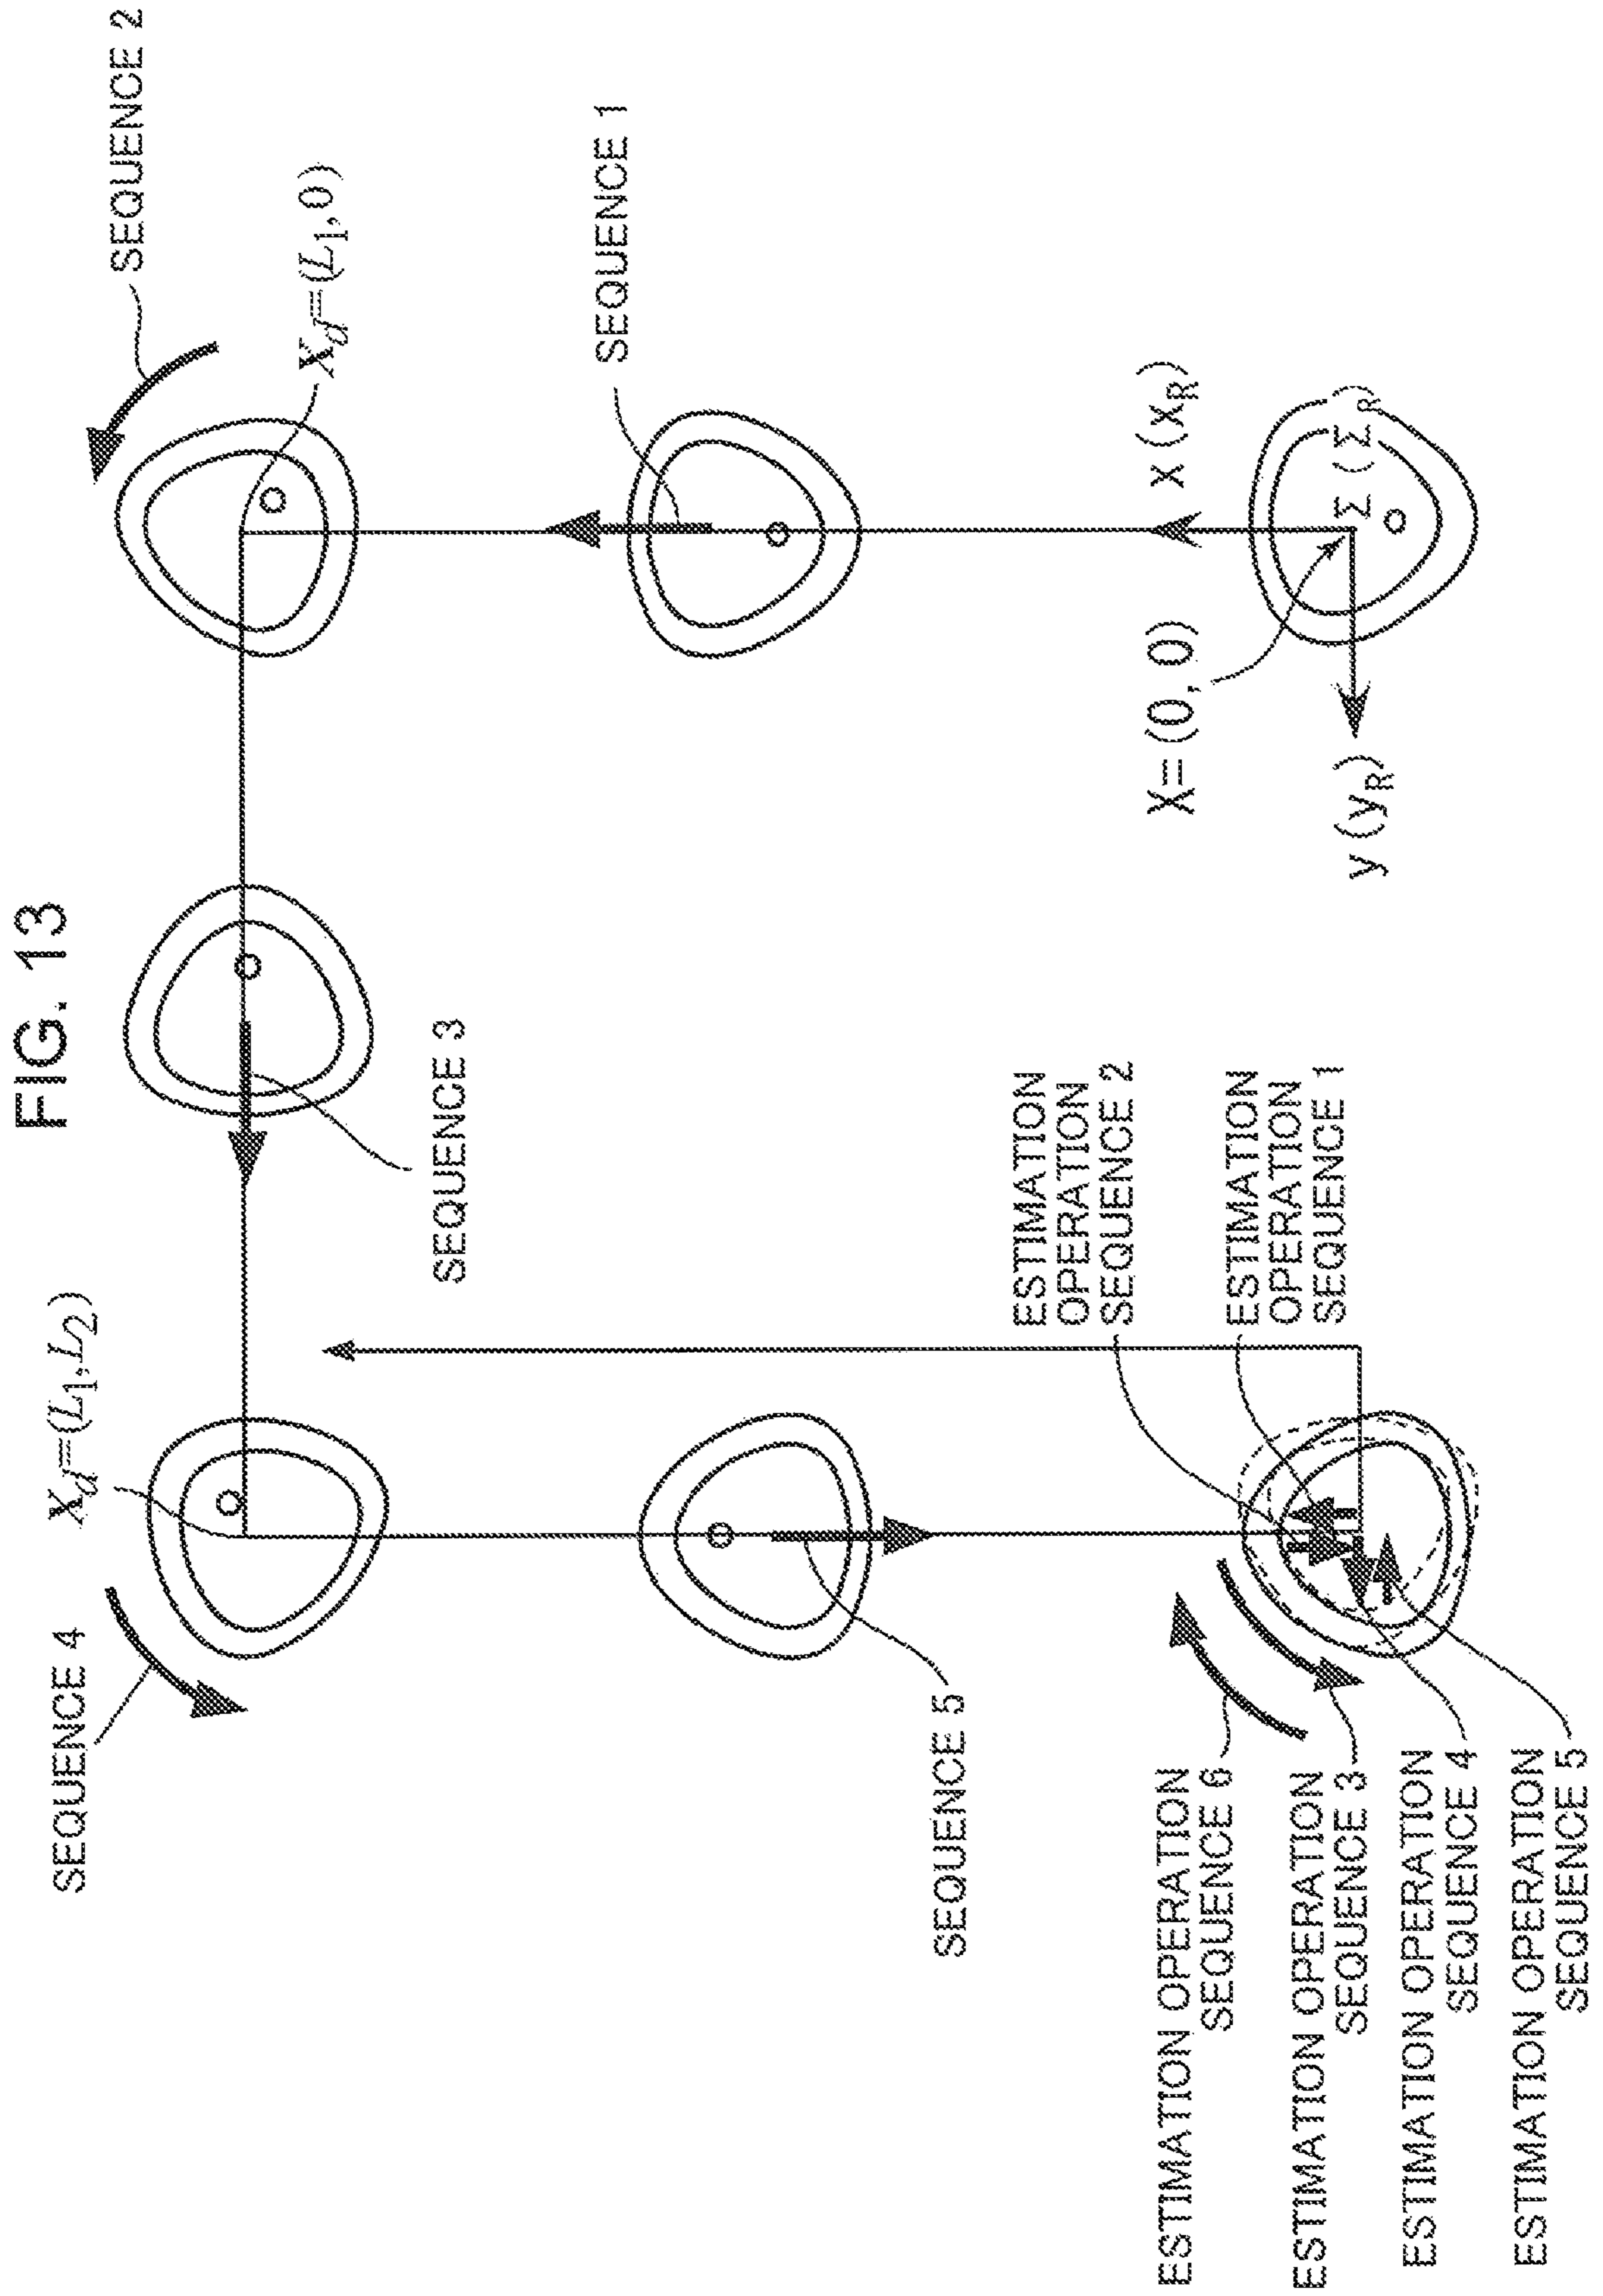 FIG. 13
SEQUENCE 4
X_d=(L_1,L_2)
SEQUENCE 3
SEQUENCE 2
X_d=(L_1,0)
SEQUENCE 1
SEQUENCE 5
X=(0, 0)
x(x_R)
y(y_R)
Σ(Σ_R)
ESTIMATION
OPERATION
SEQUENCE 2
ESTIMATION
OPERATION
SEQUENCE 1
ESTIMATION OPERATION
SEQUENCE 6
ESTIMATION OPERATION
SEQUENCE 3
ESTIMATION OPERATION
SEQUENCE 4
ESTIMATION OPERATION
SEQUENCE 5